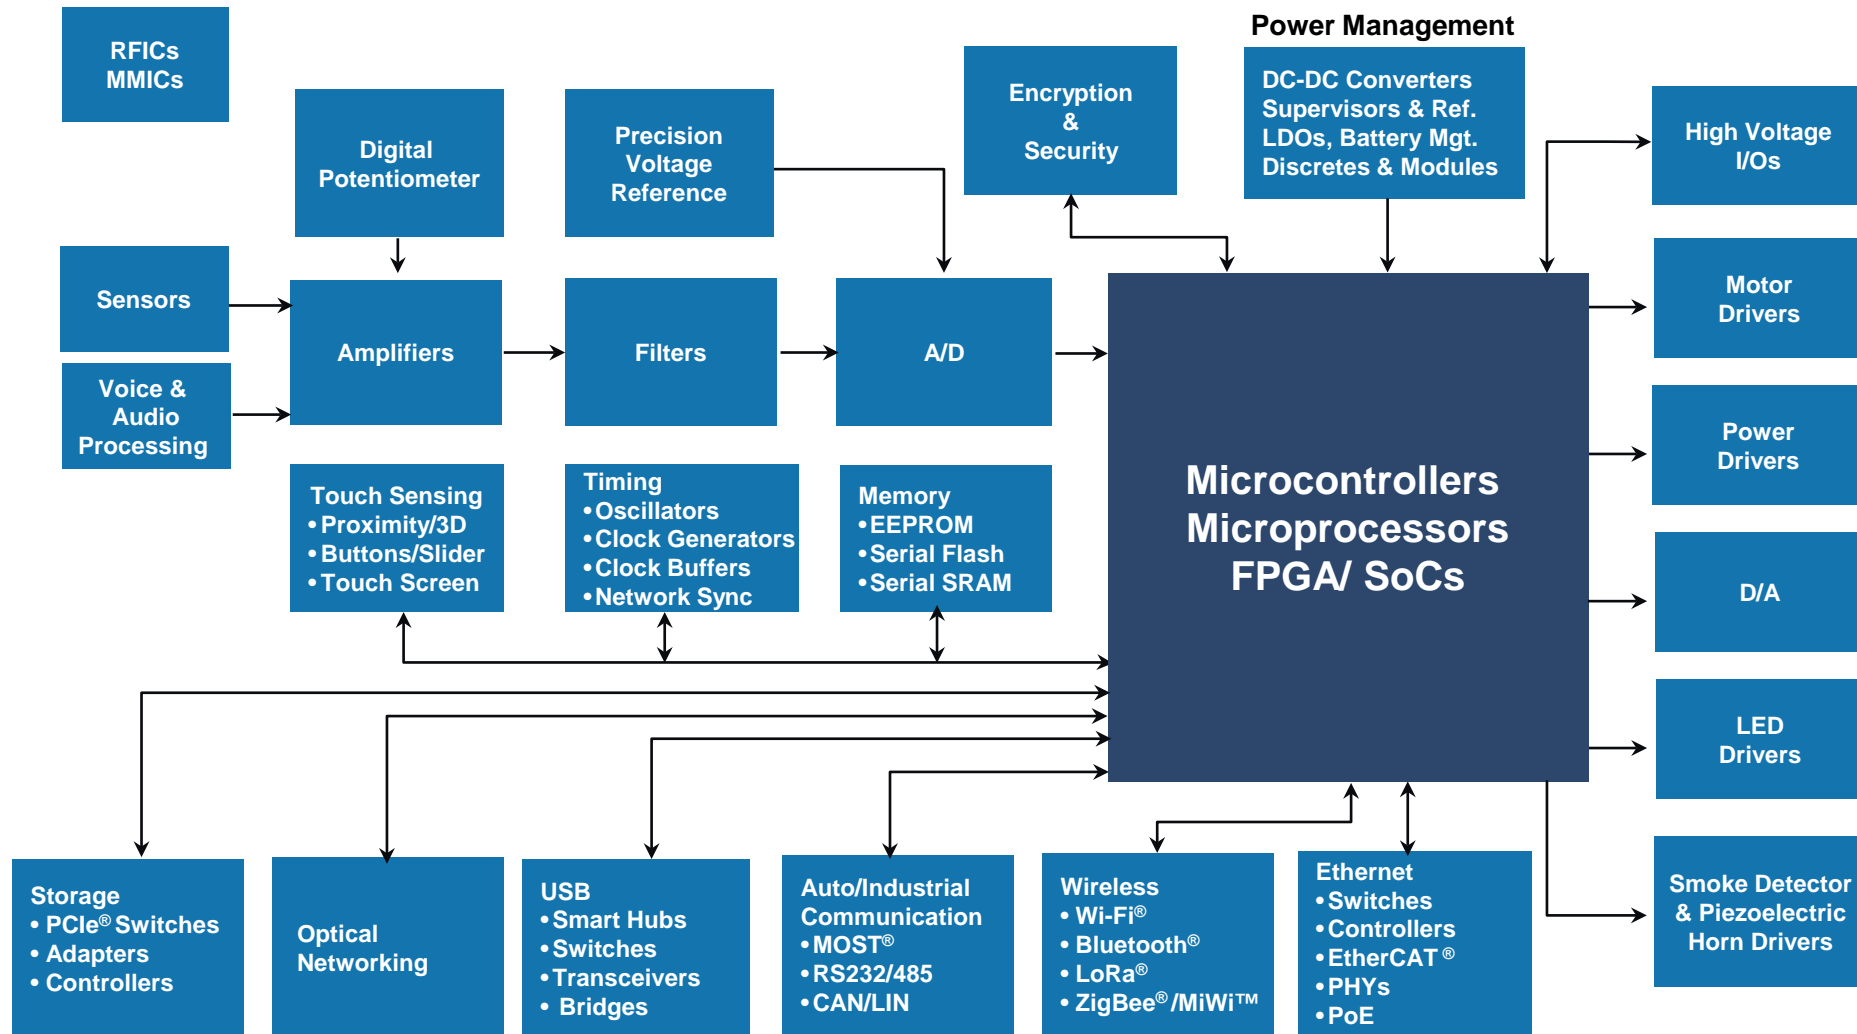 Power Management
RFICs
MMICs
Digital
Potentiometer
Precision
Voltage
Reference
Encryption
&
Security
DC-DC Converters
Supervisors & Ref.
LDOs, Battery Mgt.
Discretes & Modules
High Voltage
I/Os
Sensors
Voice &
Audio
Processing
Amplifiers
Filters
A/D
Motor
Drivers
Power
Drivers
D/A
LED
Drivers
Smoke Detector
& Piezoelectric
Horn Drivers
Microcontrollers
Microprocessors
FPGA/ SoCs
Touch Sensing
• Proximity/3D
• Buttons/Slider
• Touch Screen
Timing
• Oscillators
• Clock Generators
• Clock Buffers
• Network Sync
Memory
• EEPROM
• Serial Flash
• Serial SRAM
Storage
• PCIe® Switches
• Adapters
• Controllers
Optical
Networking
USB
• Smart Hubs
• Switches
• Transceivers
• Bridges
Auto/Industrial
Communication
• MOST®
• RS232/485
• CAN/LIN
Wireless
• Wi-Fi®
• Bluetooth®
• LoRa®
• ZigBee® /MiWi™
Ethernet
• Switches
• Controllers
• EtherCAT ®
• PHYs
• PoE